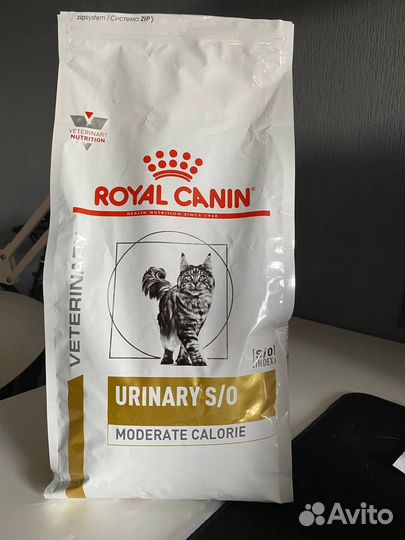 zipsystem / Система ZIP
VETERINARY
NUTRITION
ROYAL CANIN
HEALTH NUTRITION SINCE 1968
VETERINARY
[s/o]
INDEX
URINARY S/O
MODERATE CALORIE
Avito